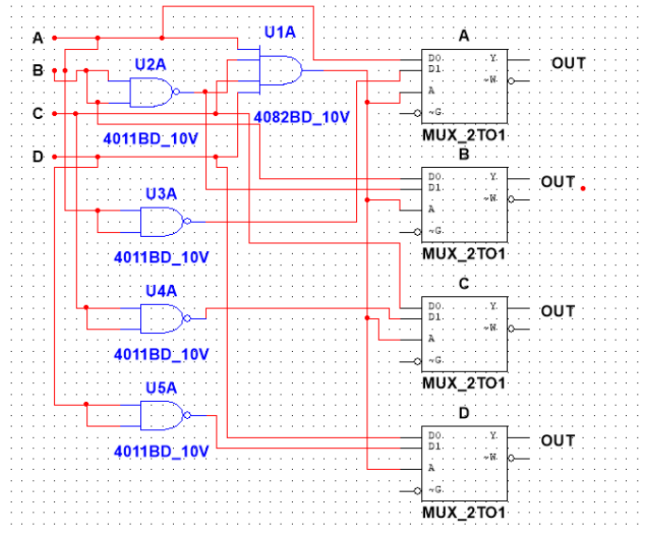 A
U1A
A
D0.
Y.
OUT
B
U2A
D1.
~W.
A
C
4082BD_10V
~G.
4011BD_10V
MUX_2TO1
D
B
D0.
Y.
OUT
U3A
D1.
~W.
A
~G.
4011BD_10V
MUX_2TO1
U4A
C
D0.
Y.
OUT
D1.
~W.
A
4011BD_10V
~G.
MUX_2TO1
U5A
D
D0.
Y.
OUT
D1.
~W.
4011BD_10V
A
~G.
MUX_2TO1